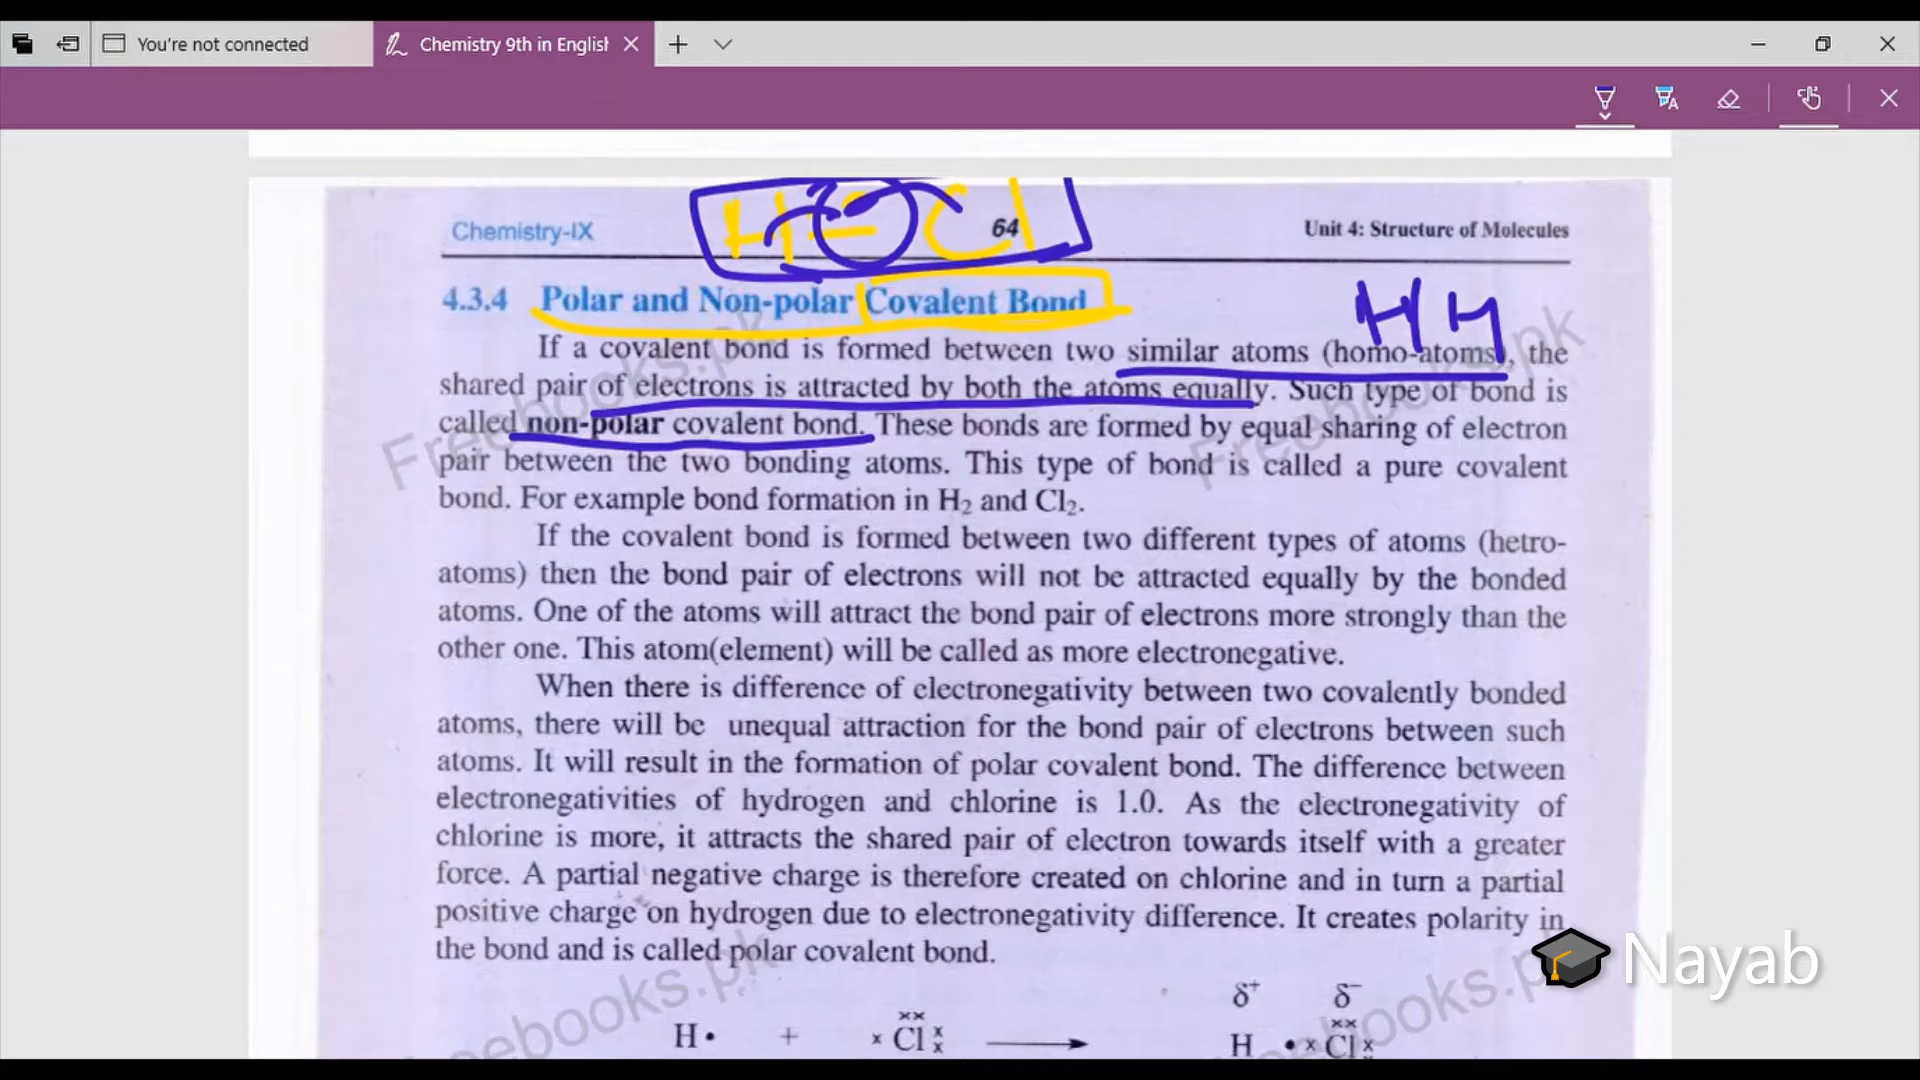 You're not connected
Chemistry 9th in English
H - Cl
Chemistry-IX 64 Unit 4: Structure of Molecules
4.3.4 Polar and Non-polar Covalent Bond
H H
If a covalent bond is formed between two similar atoms (homo-atoms), the
shared pair of electrons is attracted by both the atoms equally. Such type of bond is
called non-polar covalent bond. These bonds are formed by equal sharing of electron
pair between the two bonding atoms. This type of bond is called a pure covalent
bond. For example bond formation in H₂ and Cl₂.
If the covalent bond is formed between two different types of atoms (hetro-
atoms) then the bond pair of electrons will not be attracted equally by the bonded
atoms. One of the atoms will attract the bond pair of electrons more strongly than the
other one. This atom(element) will be called as more electronegative.
When there is difference of electronegativity between two covalently bonded
atoms, there will be unequal attraction for the bond pair of electrons between such
atoms. It will result in the formation of polar covalent bond. The difference between
electronegativities of hydrogen and chlorine is 1.0. As the electronegativity of
chlorine is more, it attracts the shared pair of electron towards itself with a greater
force. A partial negative charge is therefore created on chlorine and in turn a partial
positive charge on hydrogen due to electronegativity difference. It creates polarity in
the bond and is called polar covalent bond.
Nayab
δ⁺ δ⁻
H• + ×Cl → H •×Cl×
Freebooks.pk
Freebooks.pk
Freebooks.pk
Freebooks.pk